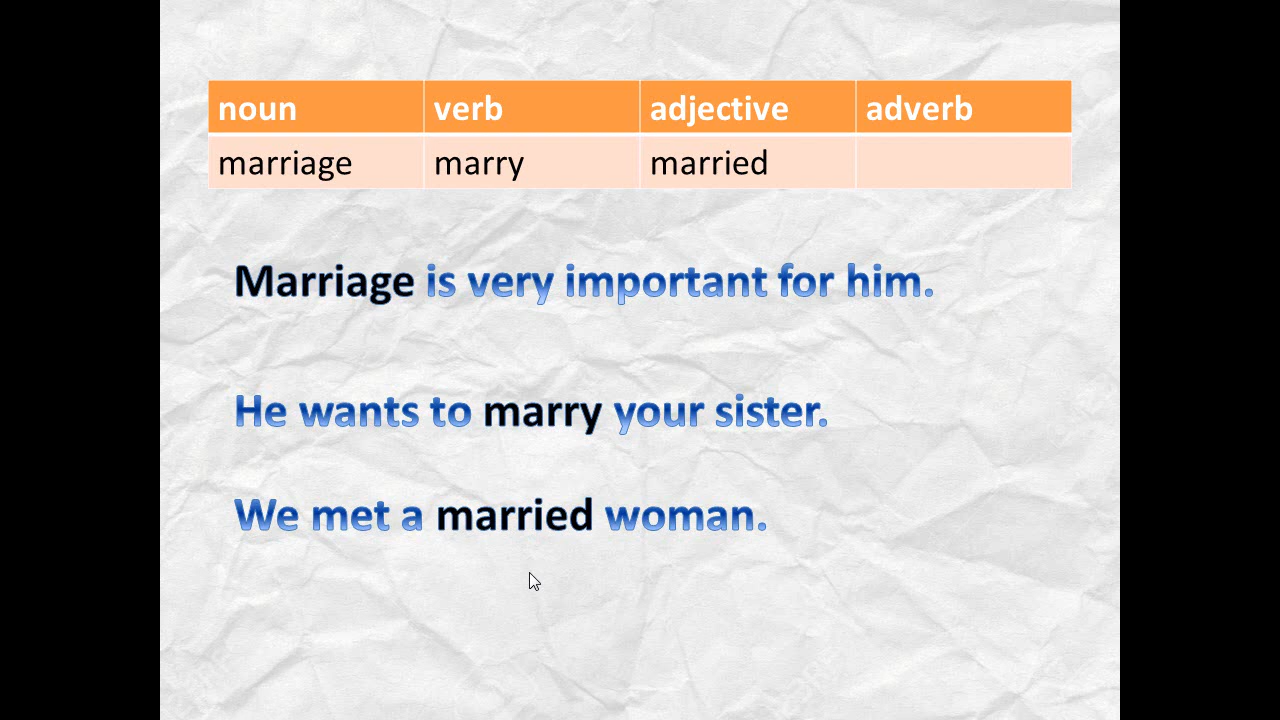 noun verb adjective adverb
marriage marry married
Marriage is very important for him.
He wants to marry your sister.
We met a married woman.